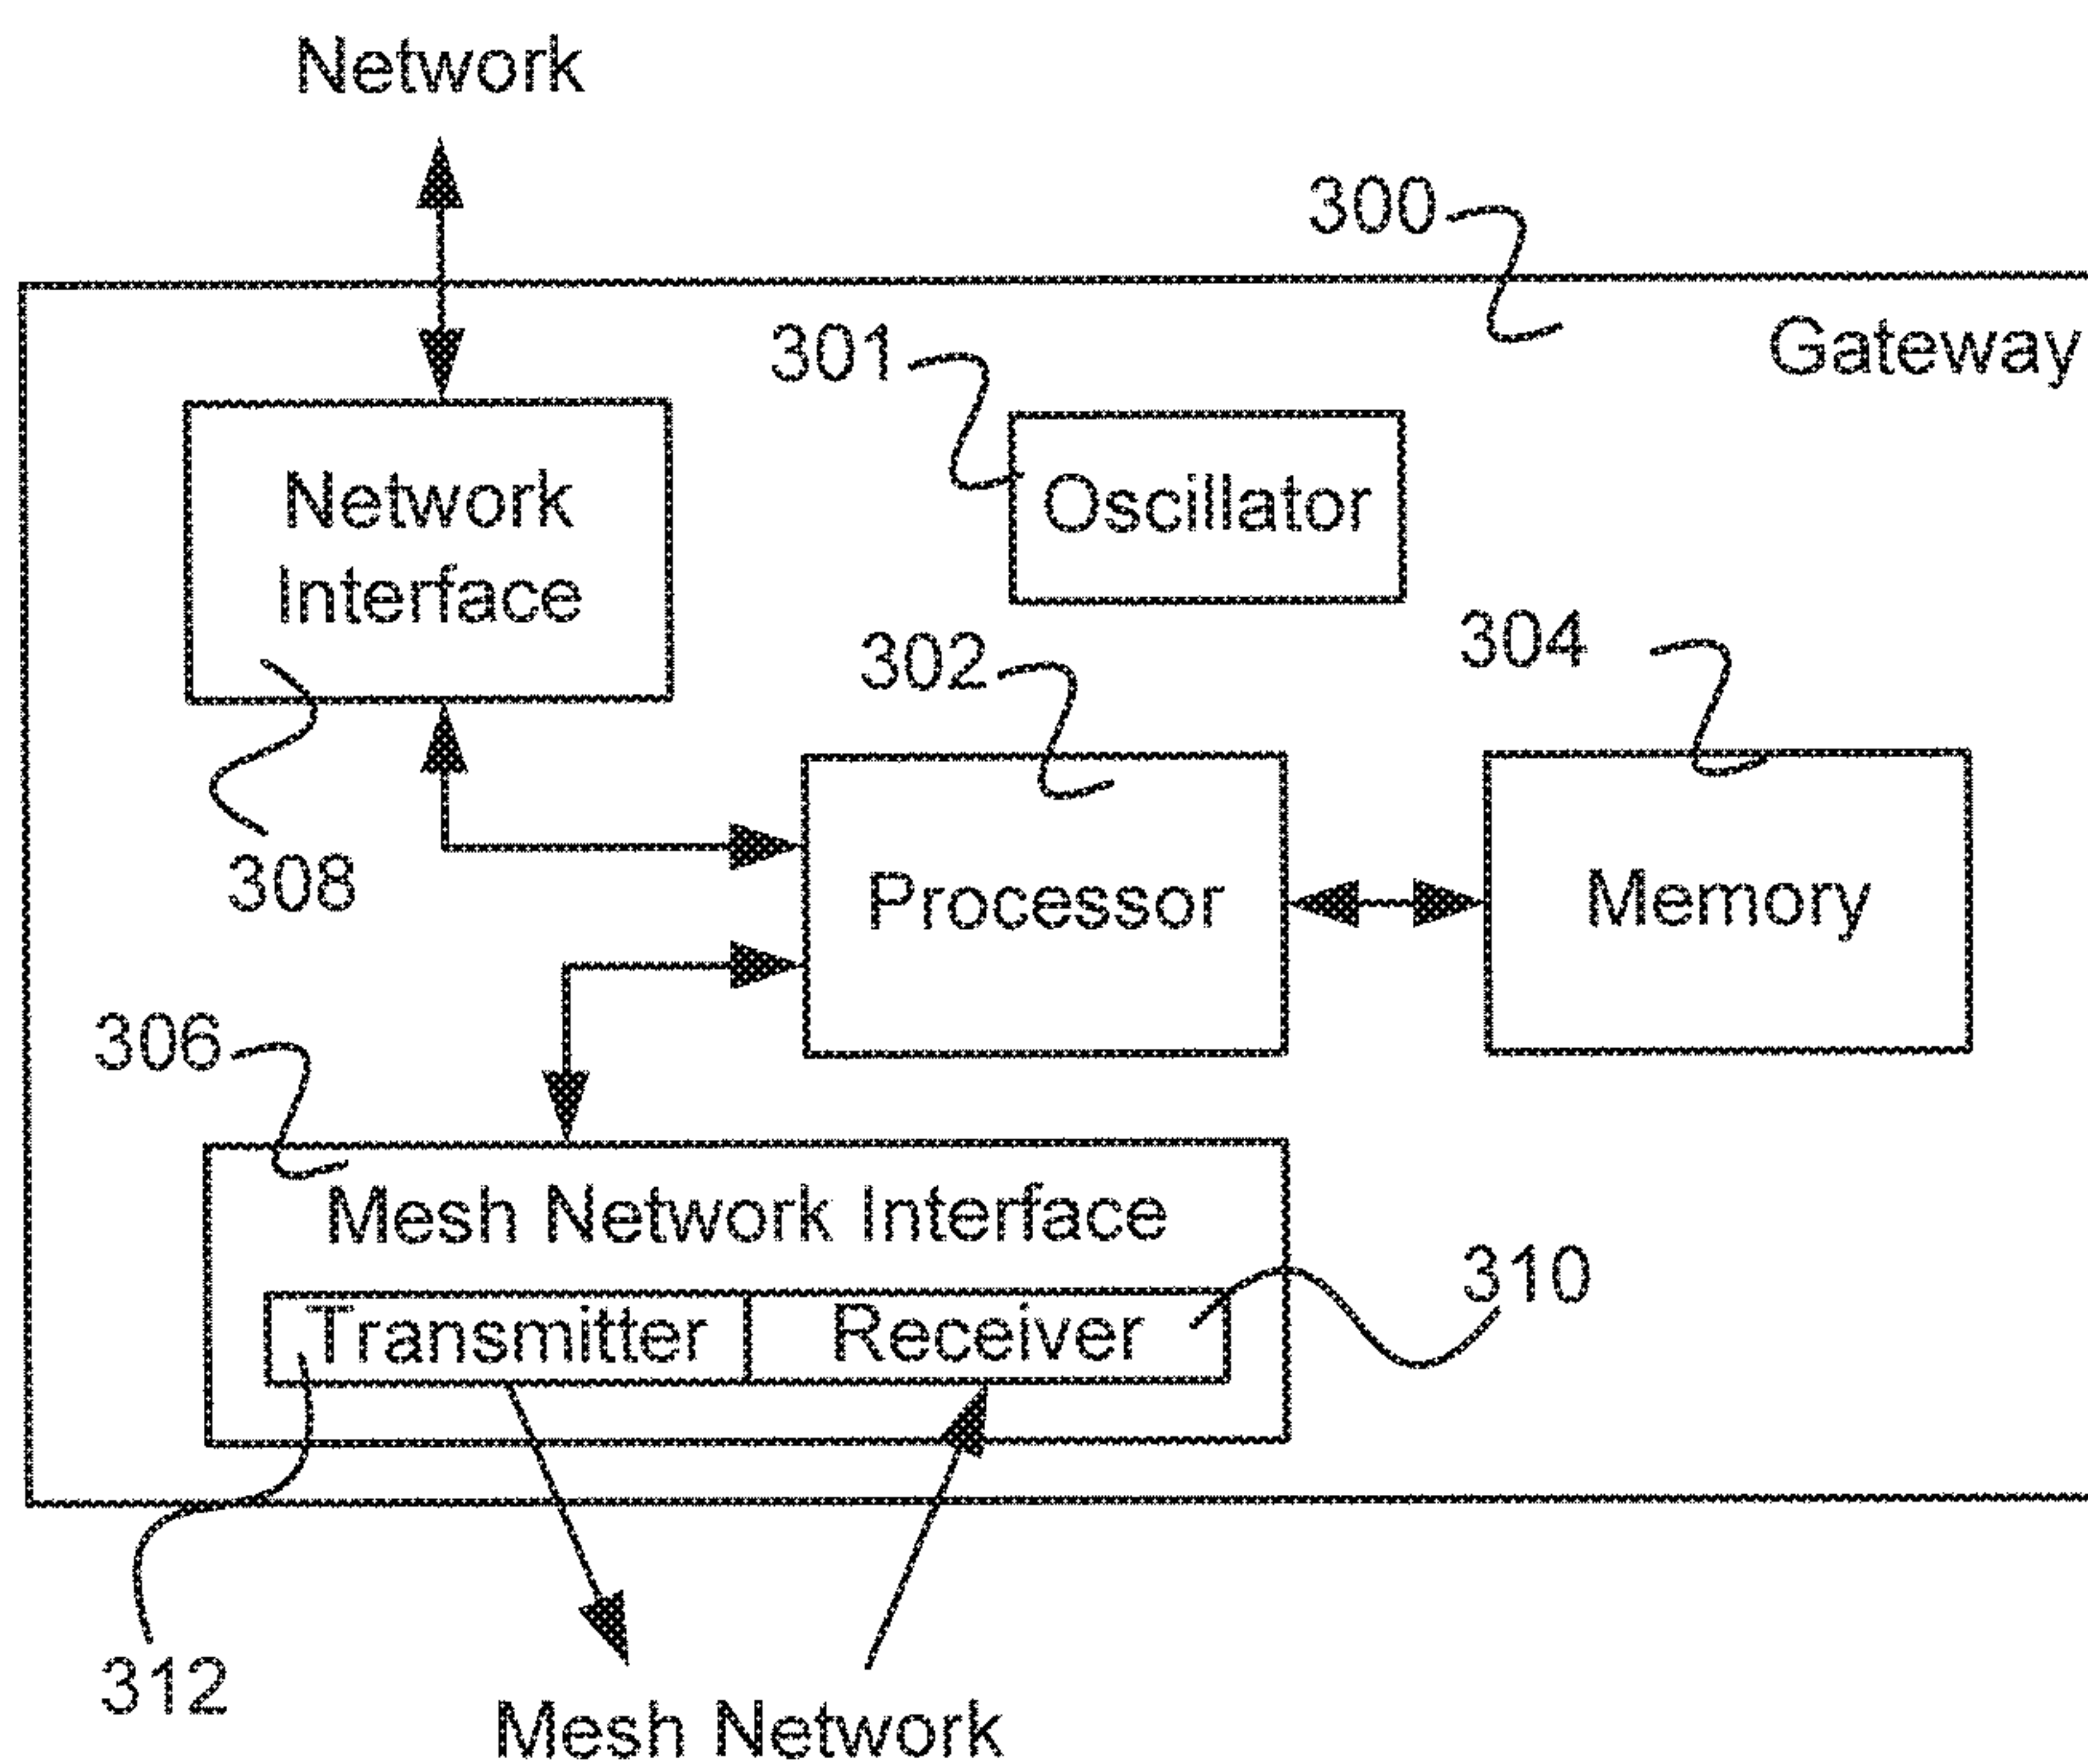 Network
300
Gateway
301
Network
Interface
Oscillator
302
304
308
Processor
Memory
306
Mesh Network Interface
310
Transmitter
Receiver
312
Mesh Network